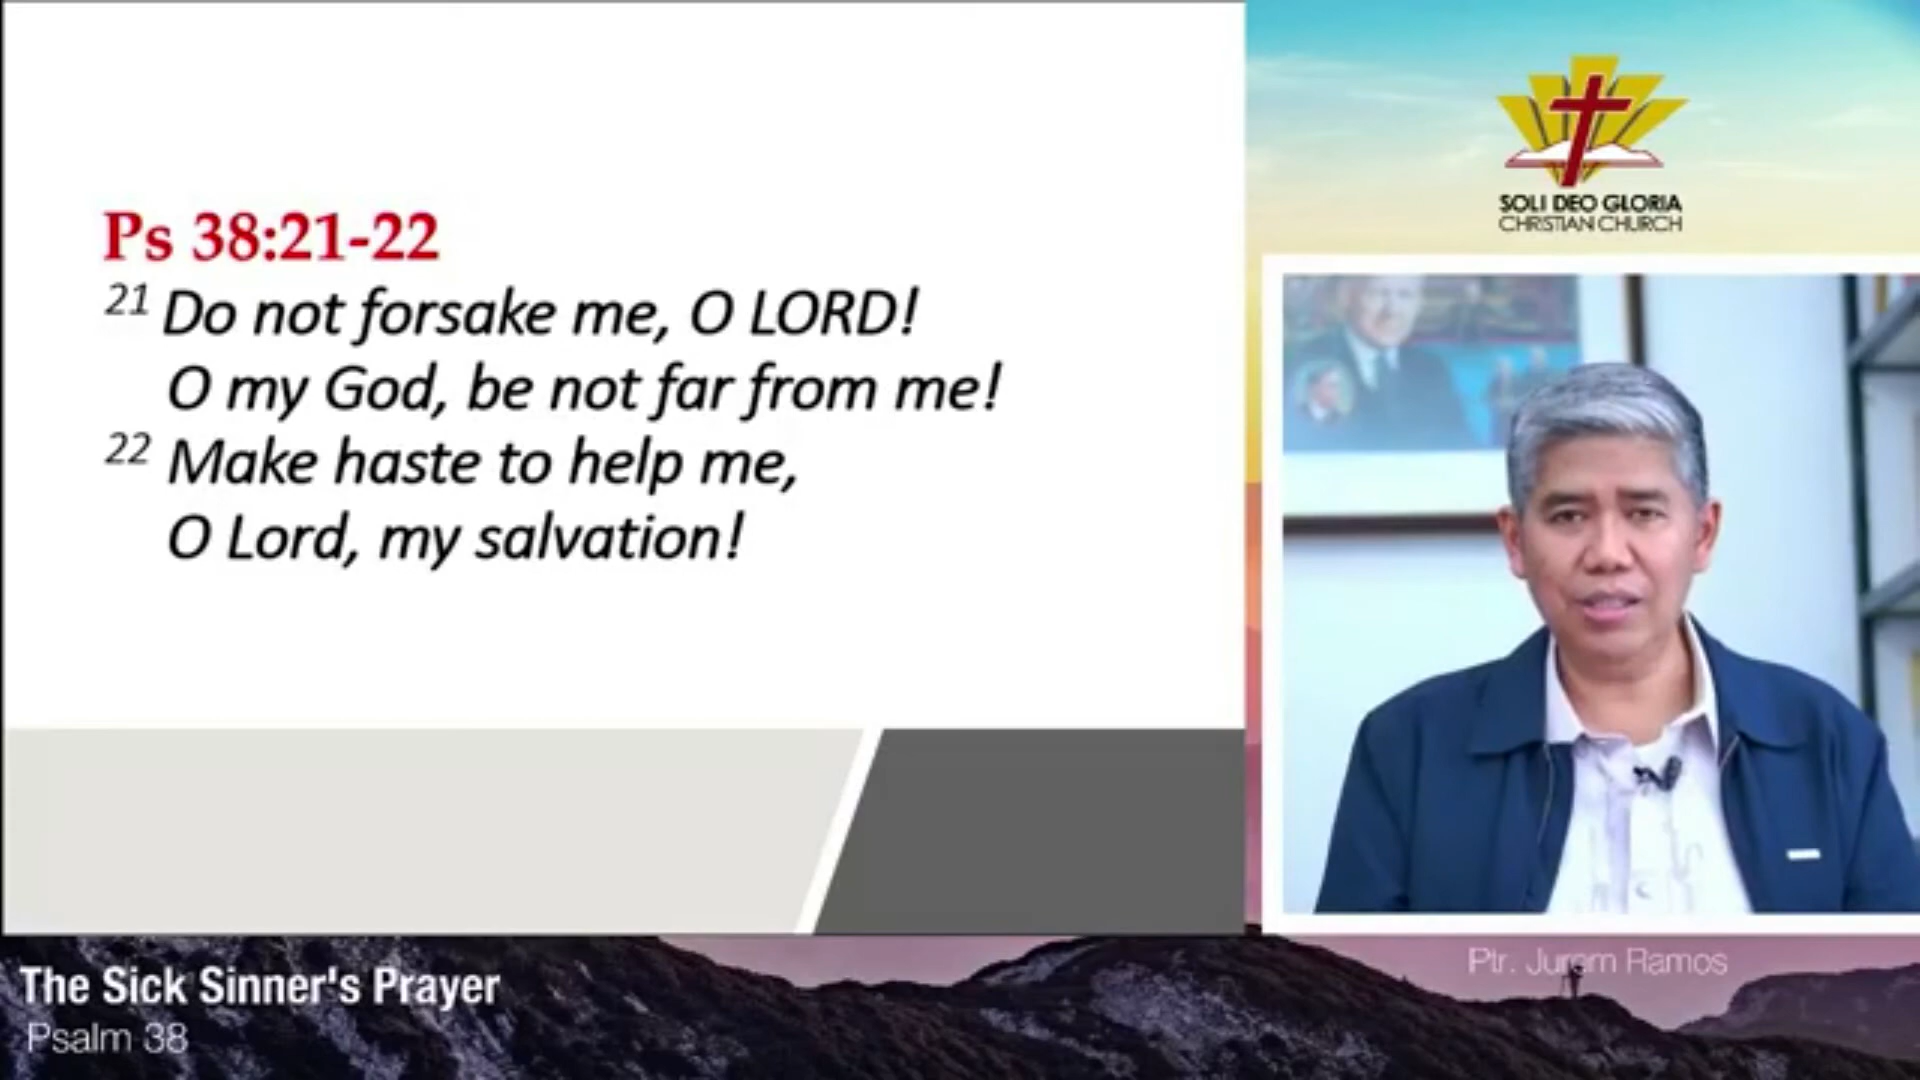 Ps 38:21-22
21 Do not forsake me, O LORD!
O my God, be not far from me!
22 Make haste to help me,
O Lord, my salvation!
SOLI DEO GLORIA
CHRISTIAN CHURCH
Ptr. Jurem Ramos
The Sick Sinner's Prayer
Psalm 38